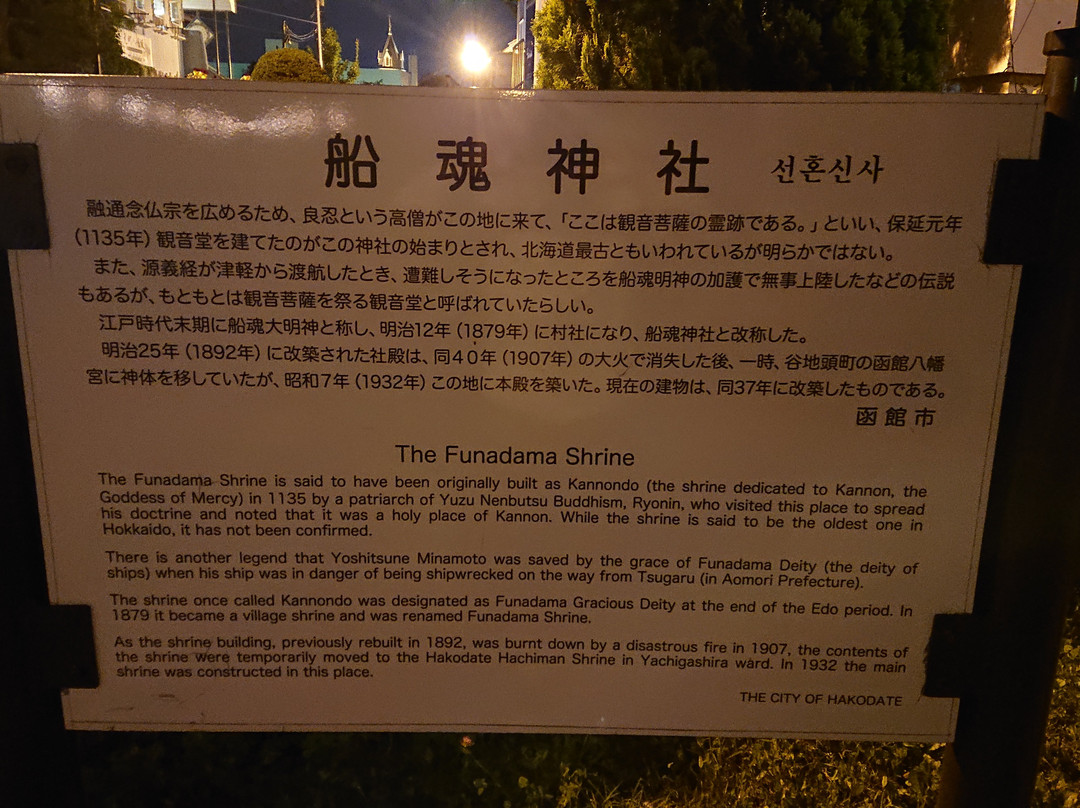 船魂神社 선혼신사
融通念仏宗を広めるため、良忍という高僧がこの地に来て、「ここは観音菩薩の霊跡である。」といい、保延元年
(1135年)観音堂を建てたのがこの神社の始まりとされ、北海道最古ともいわれているが明らかではない。
また、源義経が津軽から渡航したとき、遭難しそうになったところを船魂明神の加護で無事上陸したなどの伝説
もあるが、もともとは観音菩薩を祭る観音堂と呼ばれていたらしい。
江戸時代末期に船魂大明神と称し、明治12年(1879年)に村社になり、船魂神社と改称した。
明治25年(1892年)に改築された社殿は、同40年(1907年)の大火で消失した後、一時、谷地頭町の函館八幡
宮に神体を移していたが、昭和7年(1932年)この地に本殿を築いた。現在の建物は、同37年に改築したものである。
函館市
The Funadama Shrine
The Funadama Shrine is said to have been originally built as Kannondo (the shrine dedicated to Kannon, the
Goddess of Mercy) in 1135 by a patriarch of Yuzu Nenbutsu Buddhism, Ryonin, who visited this place to spread
his doctrine and noted that it was a holy place of Kannon. While the shrine is said to be the oldest one in
Hokkaido, it has not been confirmed.
There is another legend that Yoshitsune Minamoto was saved by the grace of Funadama Deity (the deity of
ships) when his ship was in danger of being shipwrecked on the way from Tsugaru (in Aomori Prefecture).
The shrine once called Kannondo was designated as Funadama Gracious Deity at the end of the Edo period. In
1879 it became a village shrine and was renamed Funadama Shrine.
As the shrine building, previously rebuilt in 1892, was burnt down by a disastrous fire in 1907, the contents of
the shrine were temporarily moved to the Hakodate Hachiman Shrine in Yachigashira ward. In 1932 the main
shrine was constructed in this place.
THE CITY OF HAKODATE